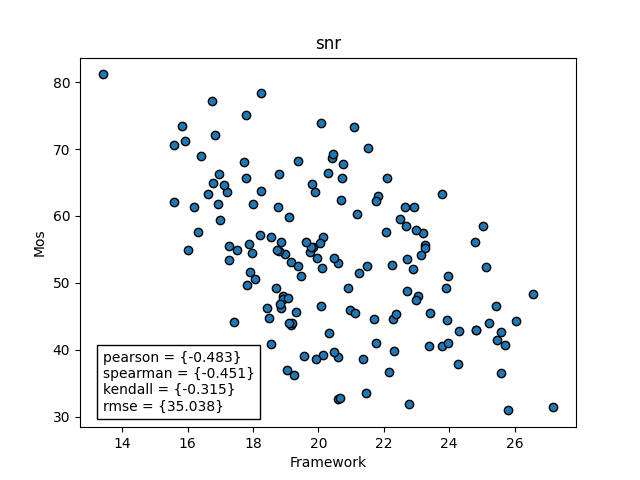 snr
80
70
60
50
40
30
Mos
pearson = {-0.483}
spearman = {-0.451}
kendall = {-0.315}
rmse = {35.038}
14 16 18 20 22 24 26
Framework